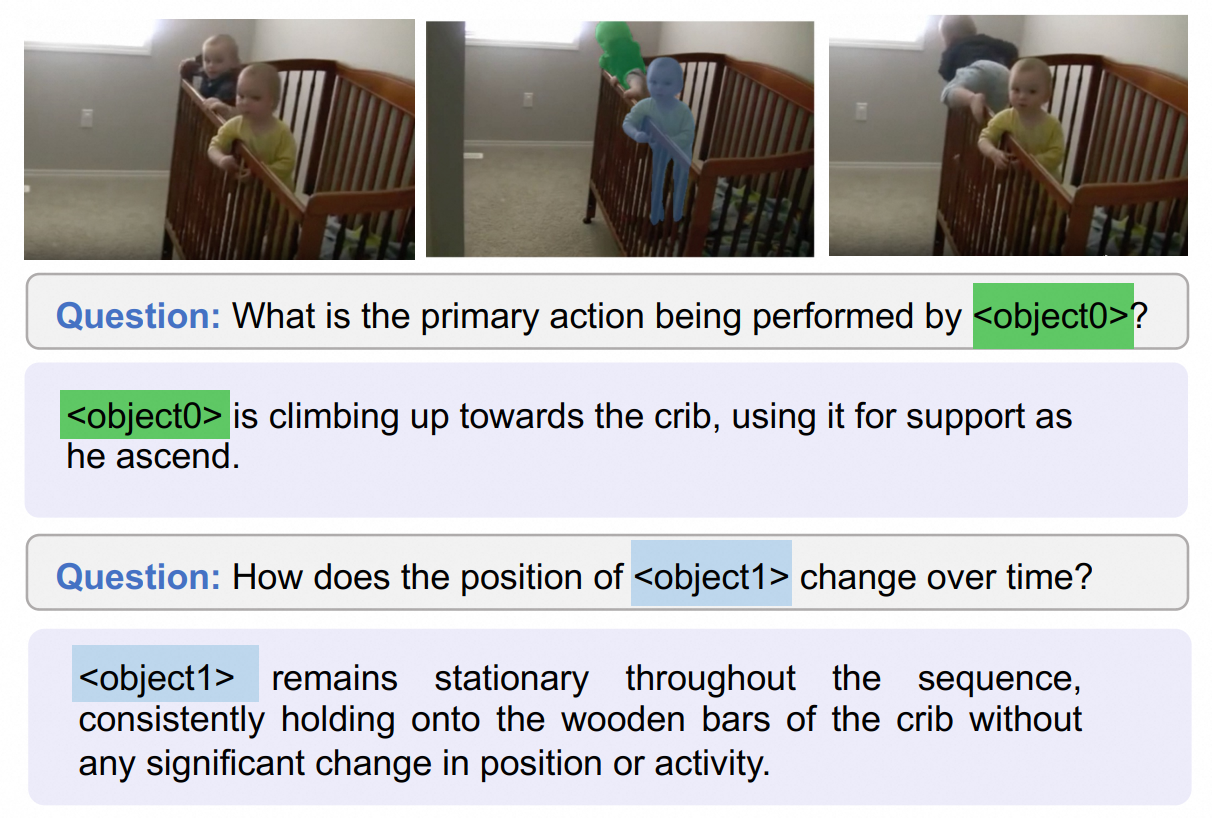 Question: What is the primary action being performed by <object0>?
<object0> is climbing up towards the crib, using it for support as
he ascend.
Question: How does the position of <object1> change over time?
<object1> remains stationary throughout the sequence,
consistently holding onto the wooden bars of the crib without
any significant change in position or activity.